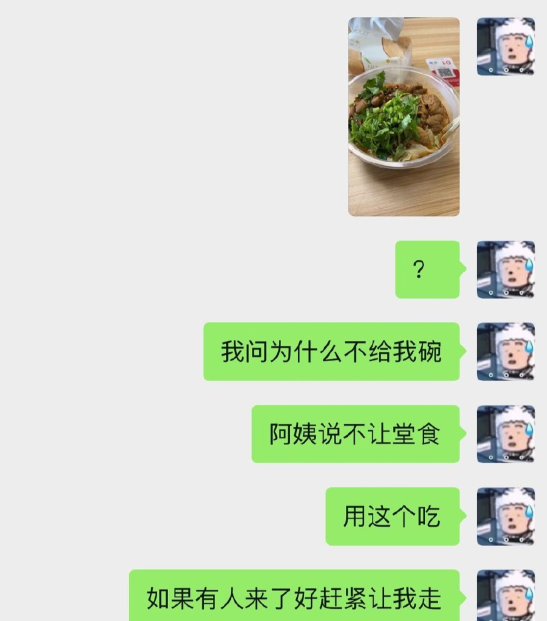 ?
我问为什么不给我碗
阿姨说不让堂食
用这个吃
如果有人来了好赶紧让我走